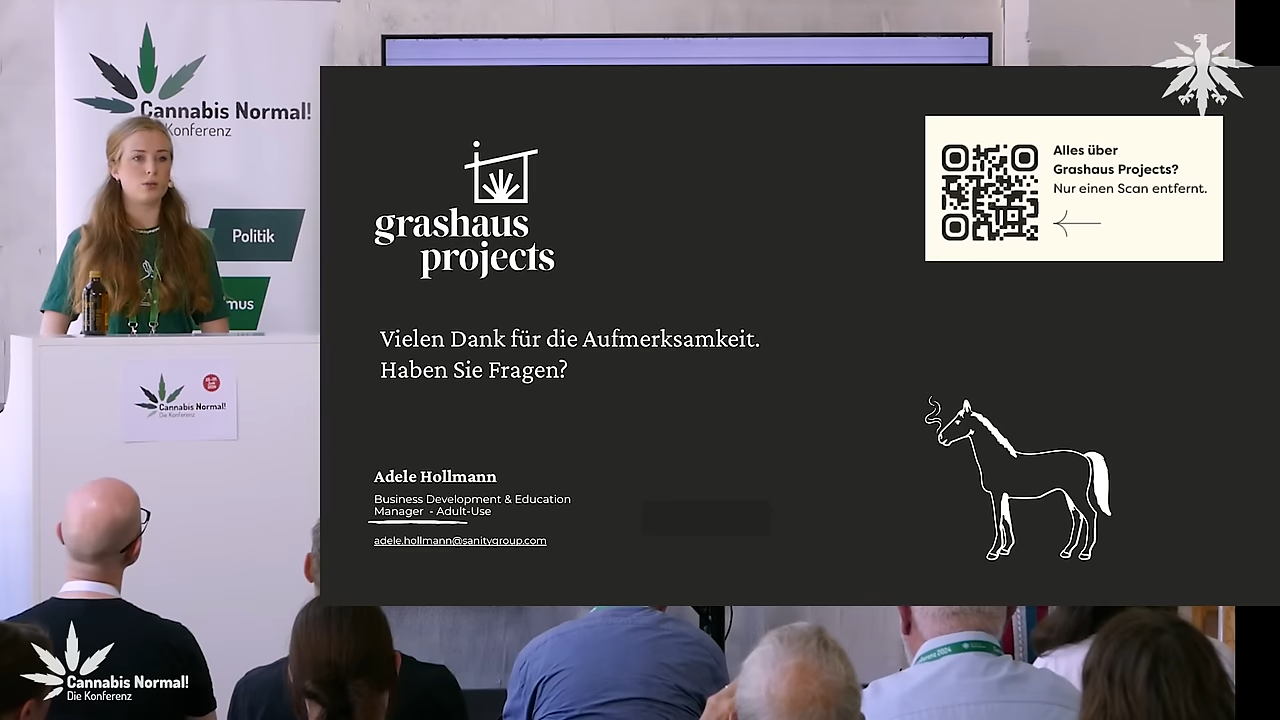 Cannabis Normal!
Konferenz
Politik
mus
Cannabis Normal!
Die Konferenz
grashaus
projects
Alles über
Grashaus Projects?
Nur einen Scan entfernt.
Vielen Dank für die Aufmerksamkeit.
Haben Sie Fragen?
Adele Hollmann
Business Development & Education
Manager - Adult-Use
adele.hollmann@sanitygroup.com
Cannabis Normal!
Die Konferenz